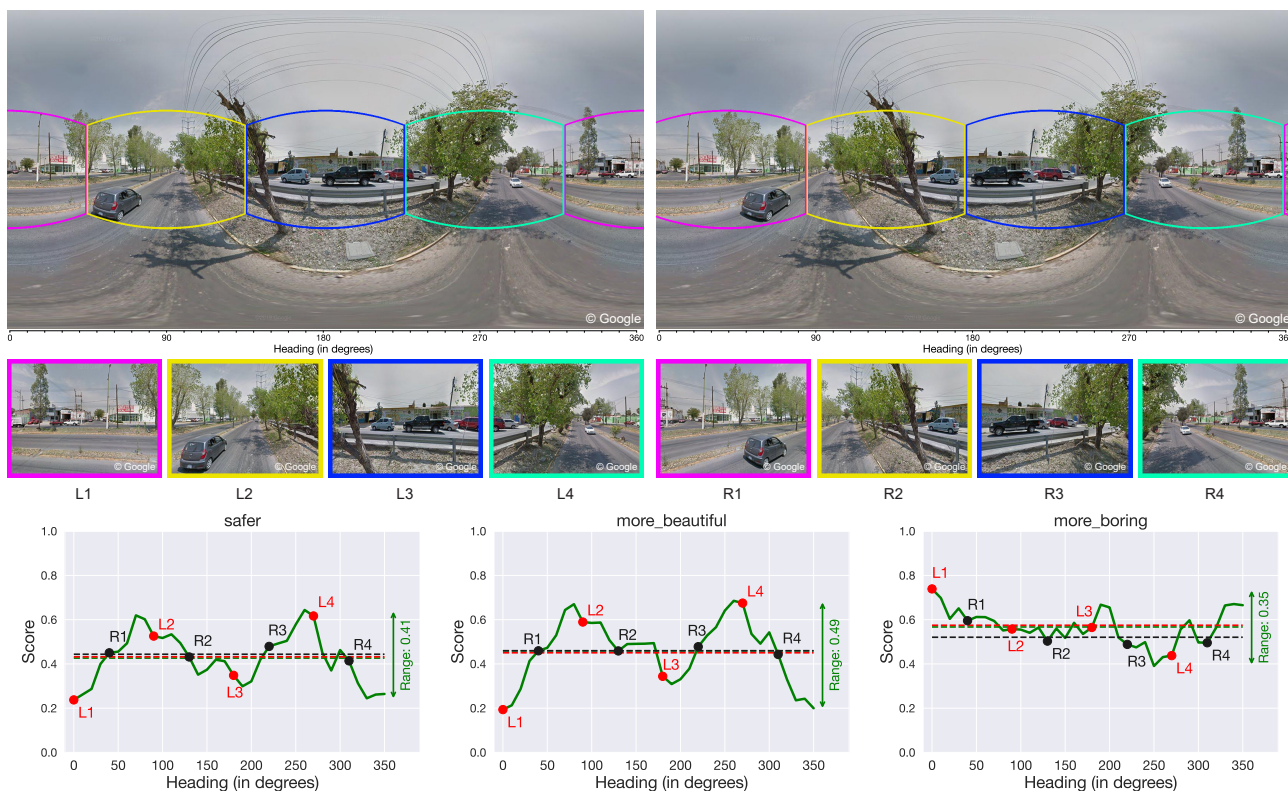 © Google
© Google
0 90 180 270 360
Heading (in degrees)
0 90 180 270 36
Heading (in degrees)
© Google
© Google
© Google
© Google
© Google
© Google
© Google
© Google
L1 L2 L3 L4 R1 R2 R3 R4
safer
1.0
0.8
0.6
0.4
0.2
0.0
Score
L1
R1
L2
R2
L3
R3
L4
R4
Range: 0.41
0 50 100 150 200 250 300 350
Heading (in degrees)
more_beautiful
1.0
0.8
0.6
0.4
0.2
0.0
Score
L1
R1
L2
R2
L3
R3
L4
R4
Range: 0.49
0 50 100 150 200 250 300 350
Heading (in degrees)
more_boring
1.0
0.8
0.6
0.4
0.2
0.0
Score
L1
R1
L2
R2
L3
R3
L4
R4
Range: 0.35
0 50 100 150 200 250 300 350
Heading (in degrees)